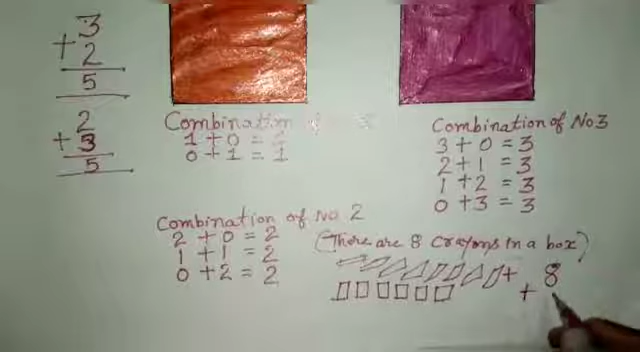 3
+ 2
5
2
+ 3
5
Combination of No
1 + 0 =
0 + 1 = 1
Combination of No 2
2 + 0 = 2
1 + 1 = 2
0 + 2 = 2
Combination of No 3
3 + 0 = 3
2 + 1 = 3
1 + 2 = 3
0 + 3 = 3
(There are 8 Crayons in a box)
+
8
+